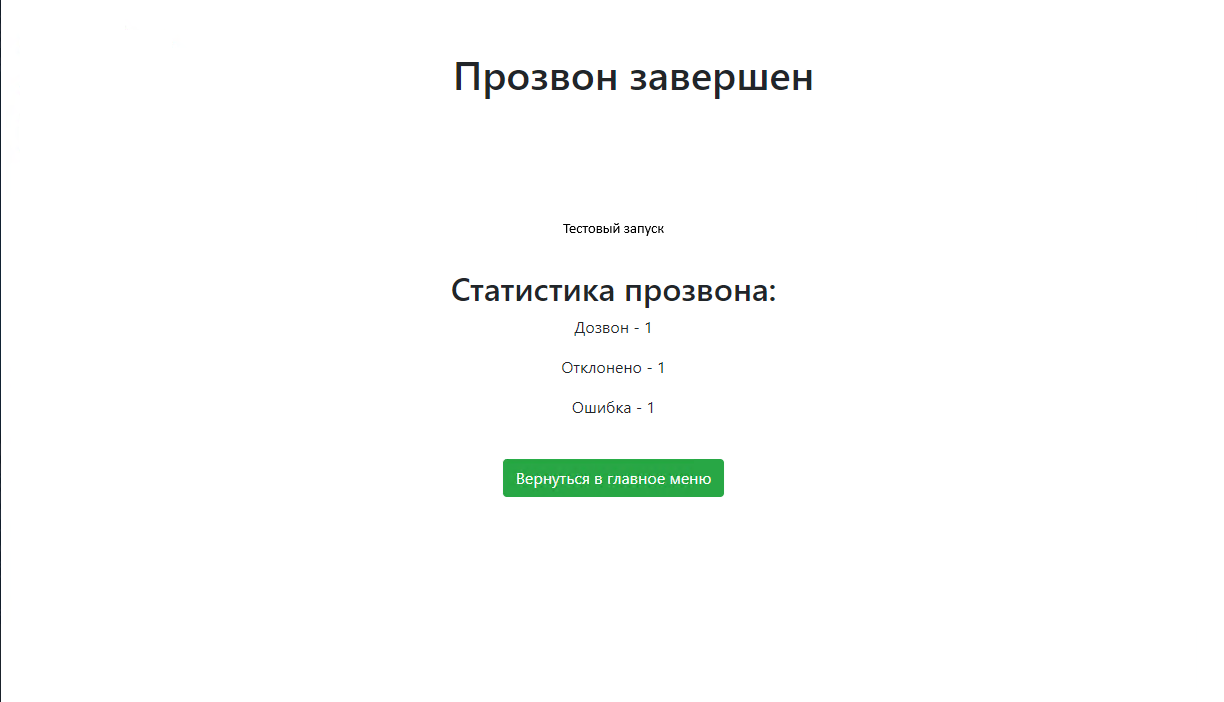 Прозвон завершен
Тестовый запуск
Статистика прозвона:
Дозвон - 1
Отклонено - 1
Ошибка - 1
Вернуться в главное меню